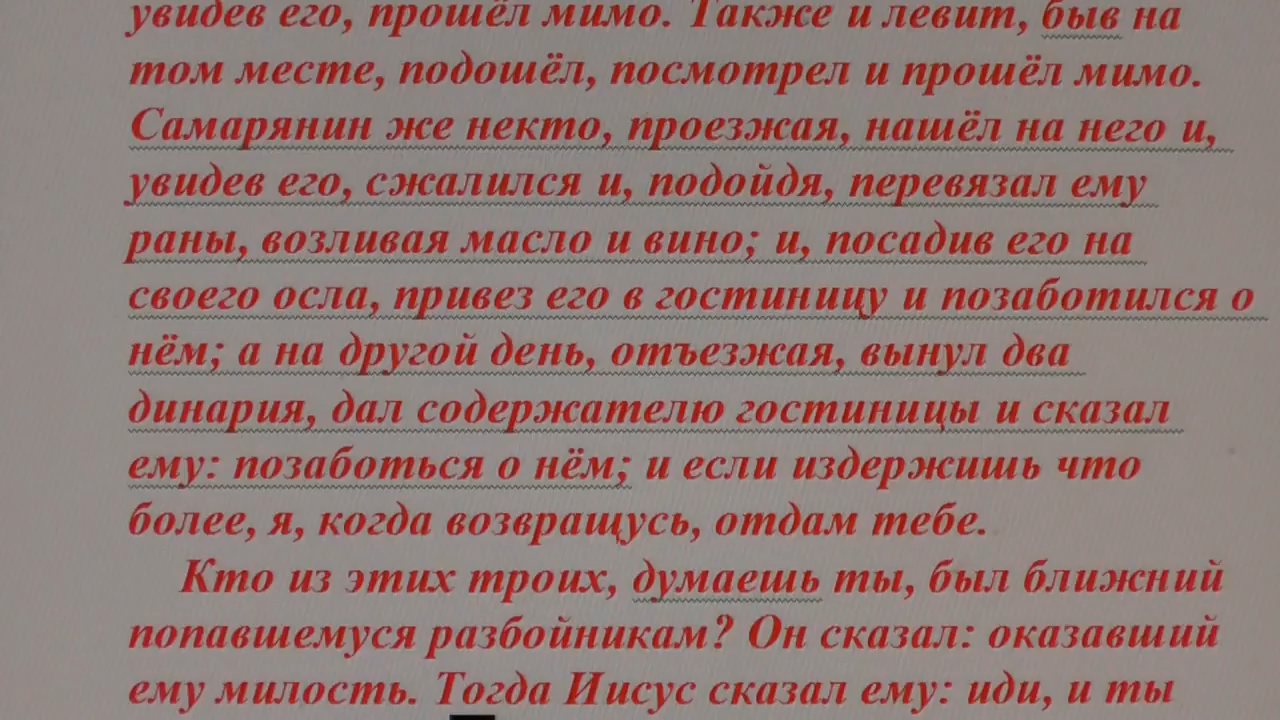 увидев его, прошёл мимо. Также и левит, быв на
том месте, подошёл, посмотрел и прошёл мимо.
Самарянин же некто, проезжая, нашёл на него и,
увидев его, сжалился и, подойдя, перевязал ему
раны, возливая масло и вино; и, посадив его на
своего осла, привез его в гостиницу и позаботился о
нём; а на другой день, отъезжая, вынул два
динария, дал содержателю гостиницы и сказал
ему: позаботься о нём; и если издержишь что
более, я, когда возвращусь, отдам тебе.
Кто из этих троих, думаешь ты, был ближний
попавшемуся разбойникам? Он сказал: оказавший
ему милость. Тогда Иисус сказал ему: иди, и ты